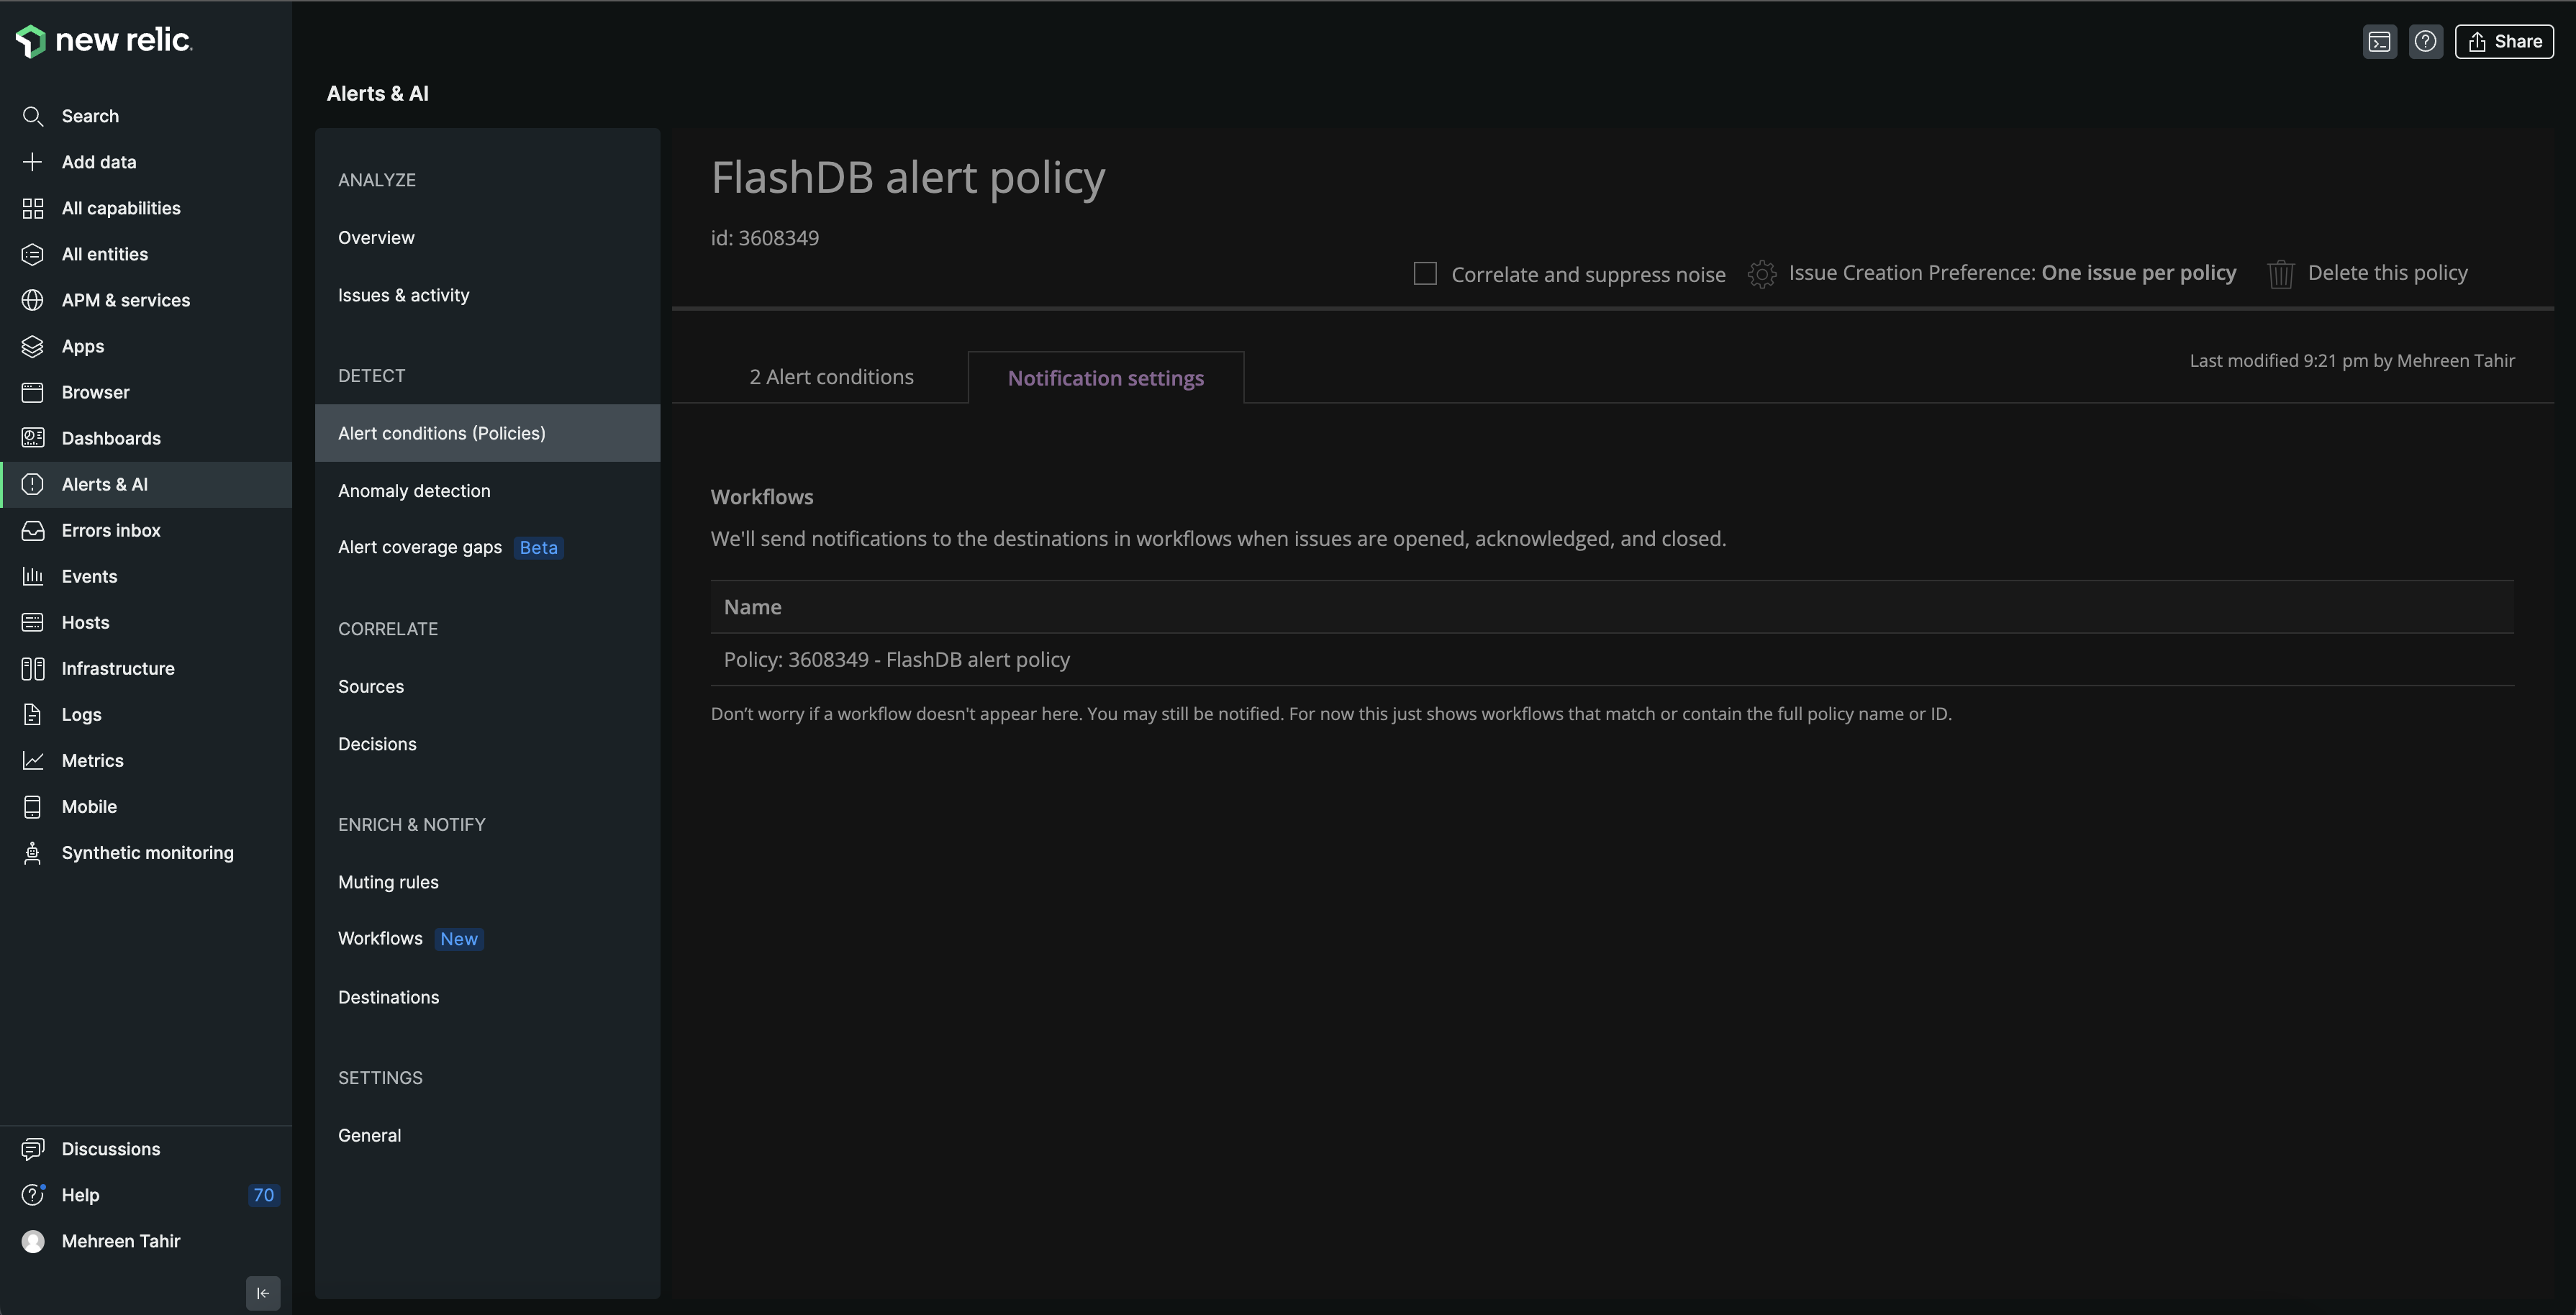 new relic.
Search
Add data
All capabilities
All entities
APM & services
Apps
Browser
Dashboards
Alerts & AI
Errors inbox
Events
Hosts
Infrastructure
Logs
Metrics
Mobile
Synthetic monitoring
Discussions
Help 70
Mehreen Tahir
Share
Alerts & AI
ANALYZE
Overview
Issues & activity
DETECT
Alert conditions (Policies)
Anomaly detection
Alert coverage gaps Beta
CORRELATE
Sources
Decisions
ENRICH & NOTIFY
Muting rules
Workflows New
Destinations
SETTINGS
General
FlashDB alert policy
id: 3608349
Correlate and suppress noise Issue Creation Preference: One issue per policy Delete this policy
2 Alert conditions Notification settings Last modified 9:21 pm by Mehreen Tahir
Workflows
We'll send notifications to the destinations in workflows when issues are opened, acknowledged, and closed.
Name
Policy: 3608349 - FlashDB alert policy
Don’t worry if a workflow doesn't appear here. You may still be notified. For now this just shows workflows that match or contain the full policy name or ID.